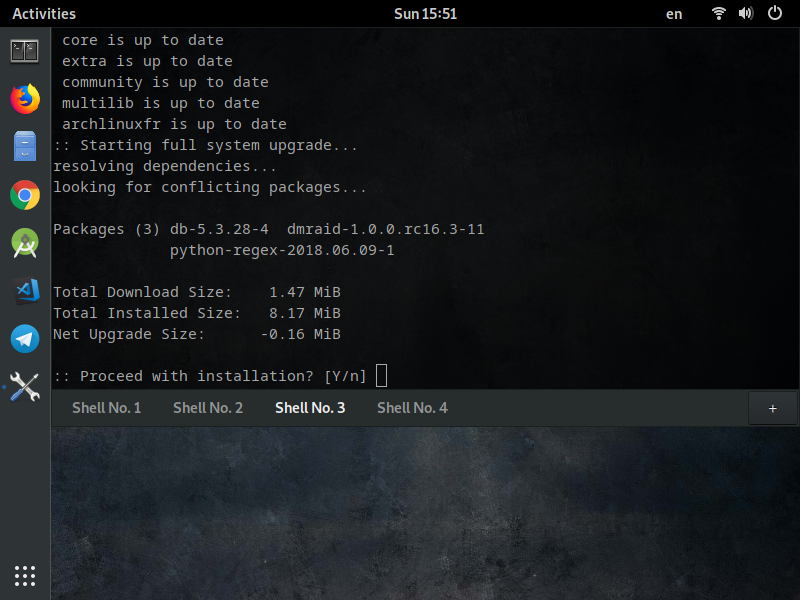 Activities Sun 15:51 en
core is up to date
extra is up to date
community is up to date
multilib is up to date
archlinuxfr is up to date
:: Starting full system upgrade...
resolving dependencies...
looking for conflicting packages...
Packages (3) db-5.3.28-4 dmraid-1.0.0.rc16.3-11
python-regex-2018.06.09-1
Total Download Size: 1.47 MiB
Total Installed Size: 8.17 MiB
Net Upgrade Size: -0.16 MiB
:: Proceed with installation? [Y/n]
Shell No. 1 Shell No. 2 Shell No. 3 Shell No. 4 +